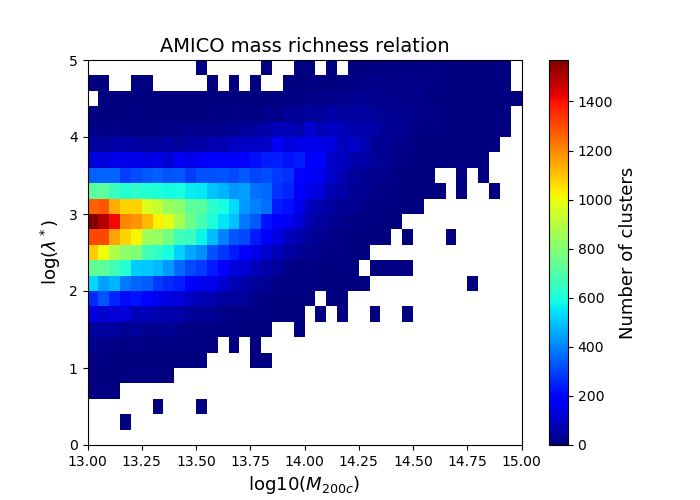 AMICO mass richness relation
5
4
3
2
1
0
log(λ*)
13.00 13.25 13.50 13.75 14.00 14.25 14.50 14.75 15.00
log10(M200c)
1400
1200
1000
800
600
400
200
0
Number of clusters